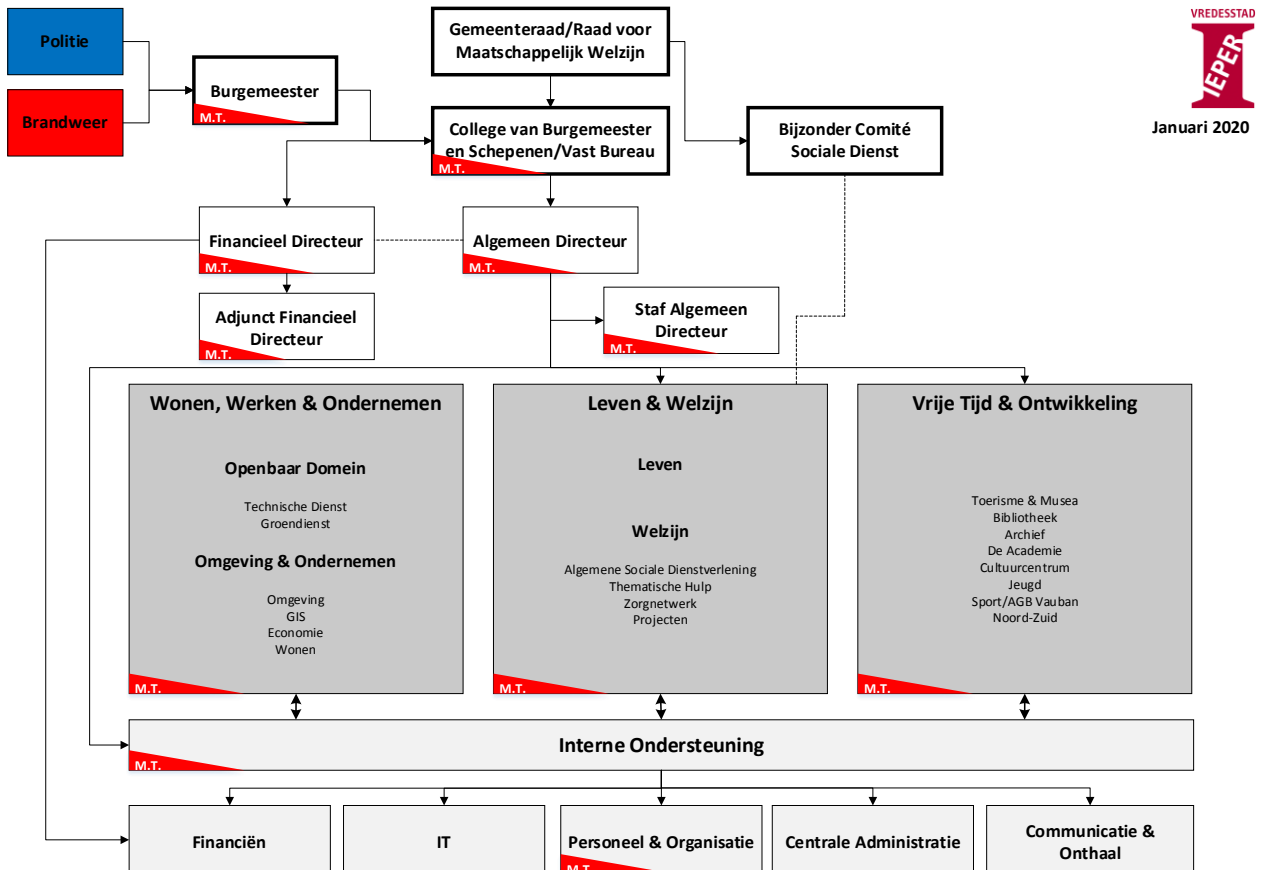 Politie
Brandweer
Burgemeester
M.T.
Gemeenteraad/Raad voor
Maatschappelijk Welzijn
College van Burgemeester
en Schepenen/Vast Bureau
M.T.
Bijzonder Comité
Sociale Dienst
VREDESSTAD
IEPER
Januari 2020
Financieel Directeur
M.T.
Algemeen Directeur
M.T.
Adjunct Financieel
Directeur
M.T.
Staf Algemeen
Directeur
M.T.
Wonen, Werken & Ondernemen
Openbaar Domein
Technische Dienst
Groendienst
Omgeving & Ondernemen
Omgeving
GIS
Economie
Wonen
M.T.
Leven & Welzijn
Leven
Welzijn
Algemene Sociale Dienstverlening
Thematische Hulp
Zorgnetwerk
Projecten
M.T.
Vrije Tijd & Ontwikkeling
Toerisme & Musea
Bibliotheek
Archief
De Academie
Cultuurcentrum
Jeugd
Sport/AGB Vauban
Noord-Zuid
M.T.
Interne Ondersteuning
M.T.
Financiën
IT
Personeel & Organisatie
M.T.
Centrale Administratie
Communicatie &
Onthaal